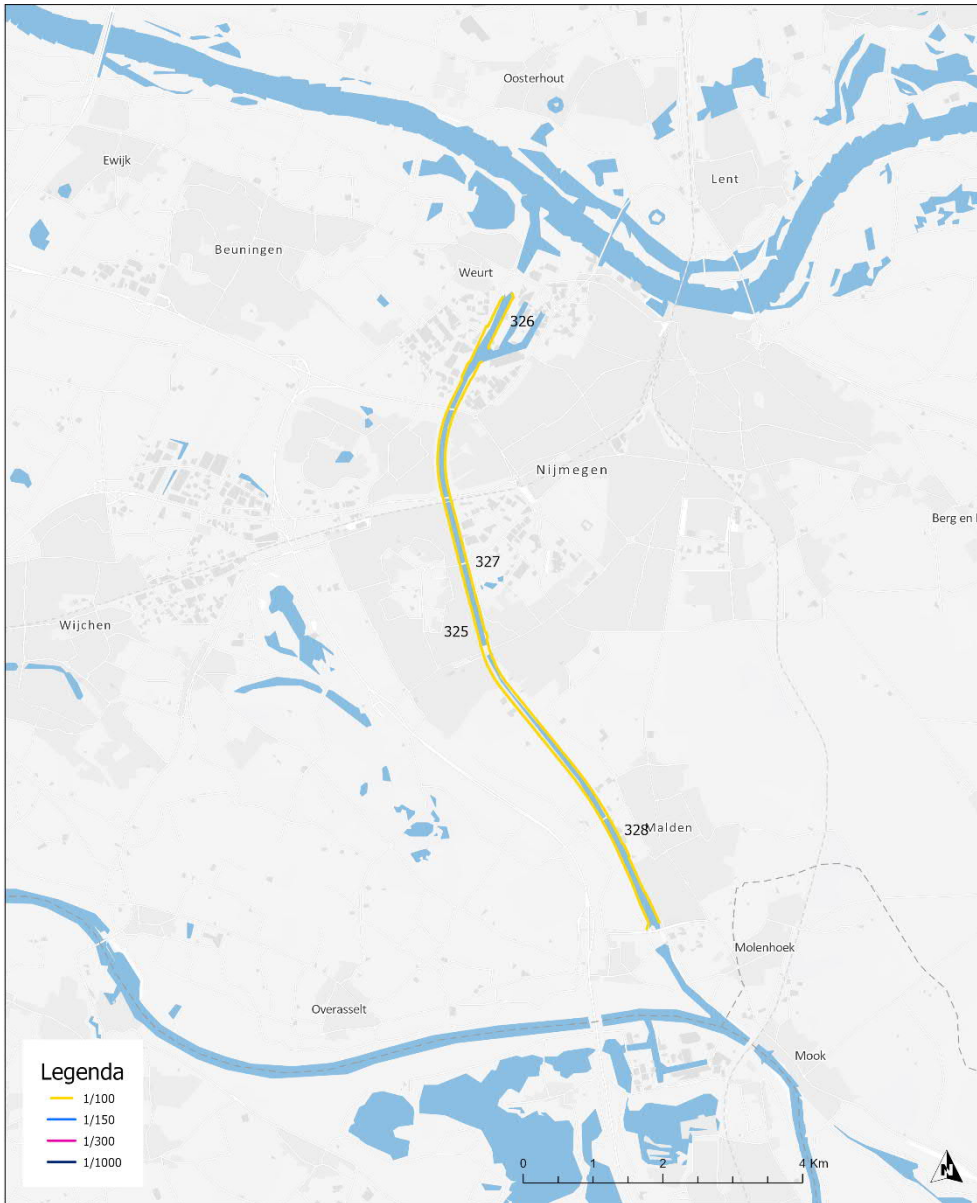 Oosterhout
Ewijk
Lent
Beuningen
Weurt
326
Nijmegen
Berg en
327
325
Wijchen
328
Malden
Molenhoek
Overasselt
Mook
Legenda
1/100
1/150
1/300
1/1000
0 1 2 4 Km
N